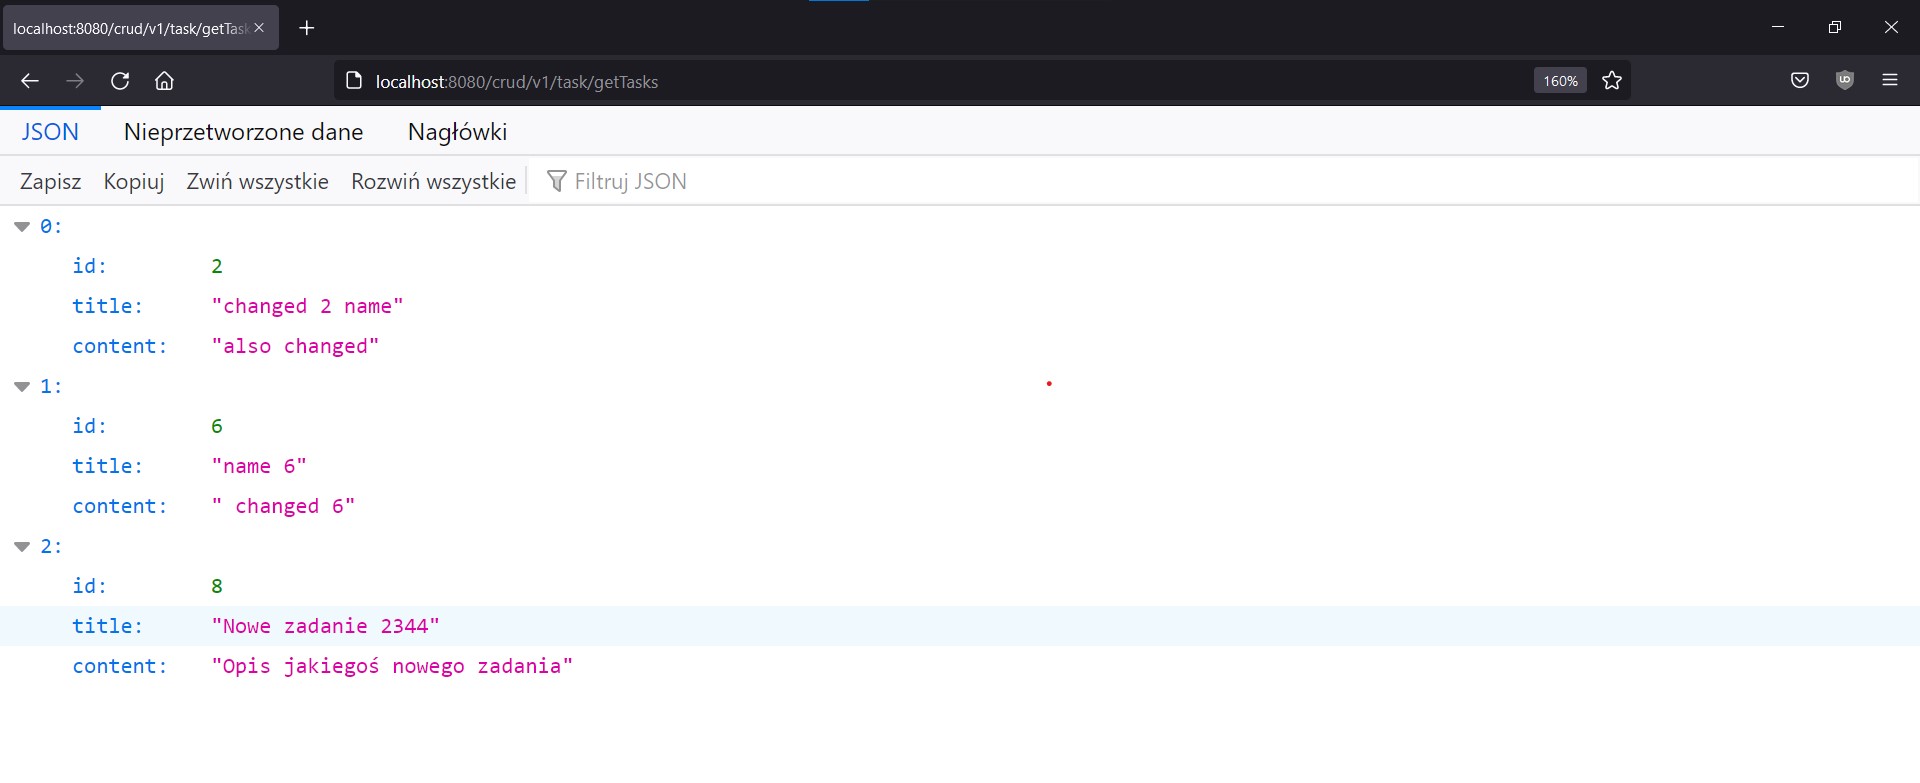 localhost:8080/crud/v1/task/getTask
localhost:8080/crud/v1/task/getTasks 160%
JSON Nieprzetworzone dane Nagłówki
Zapisz Kopiuj Zwiń wszystkie Rozwiń wszystkie Filtruj JSON
0:
id: 2
title: "changed 2 name"
content: "also changed"
1:
id: 6
title: "name 6"
content: " changed 6"
2:
id: 8
title: "Nowe zadanie 2344"
content: "Opis jakiegoś nowego zadania"